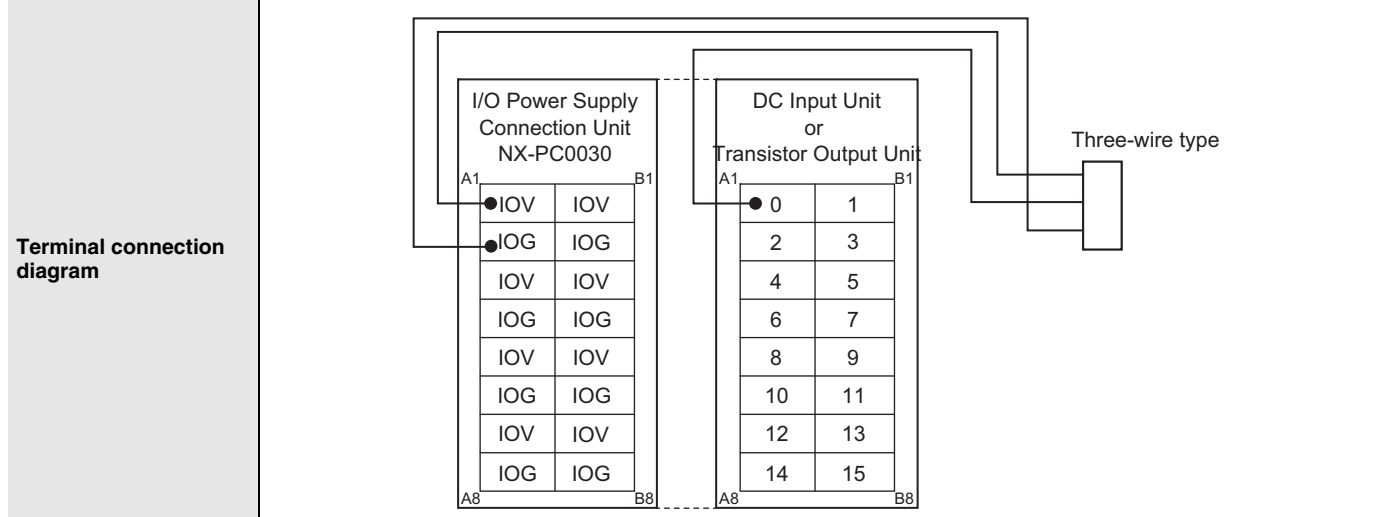 Terminal connection
diagram
I/O Power Supply
Connection Unit
NX-PC0030
A1 B1
IOV IOV
IOG IOG
IOV IOV
IOG IOG
IOV IOV
IOG IOG
IOV IOV
IOG IOG
A8 B8
DC Input Unit
or
Transistor Output Unit
A1 B1
0 1
2 3
4 5
6 7
8 9
10 11
12 13
14 15
A8 B8
Three-wire type